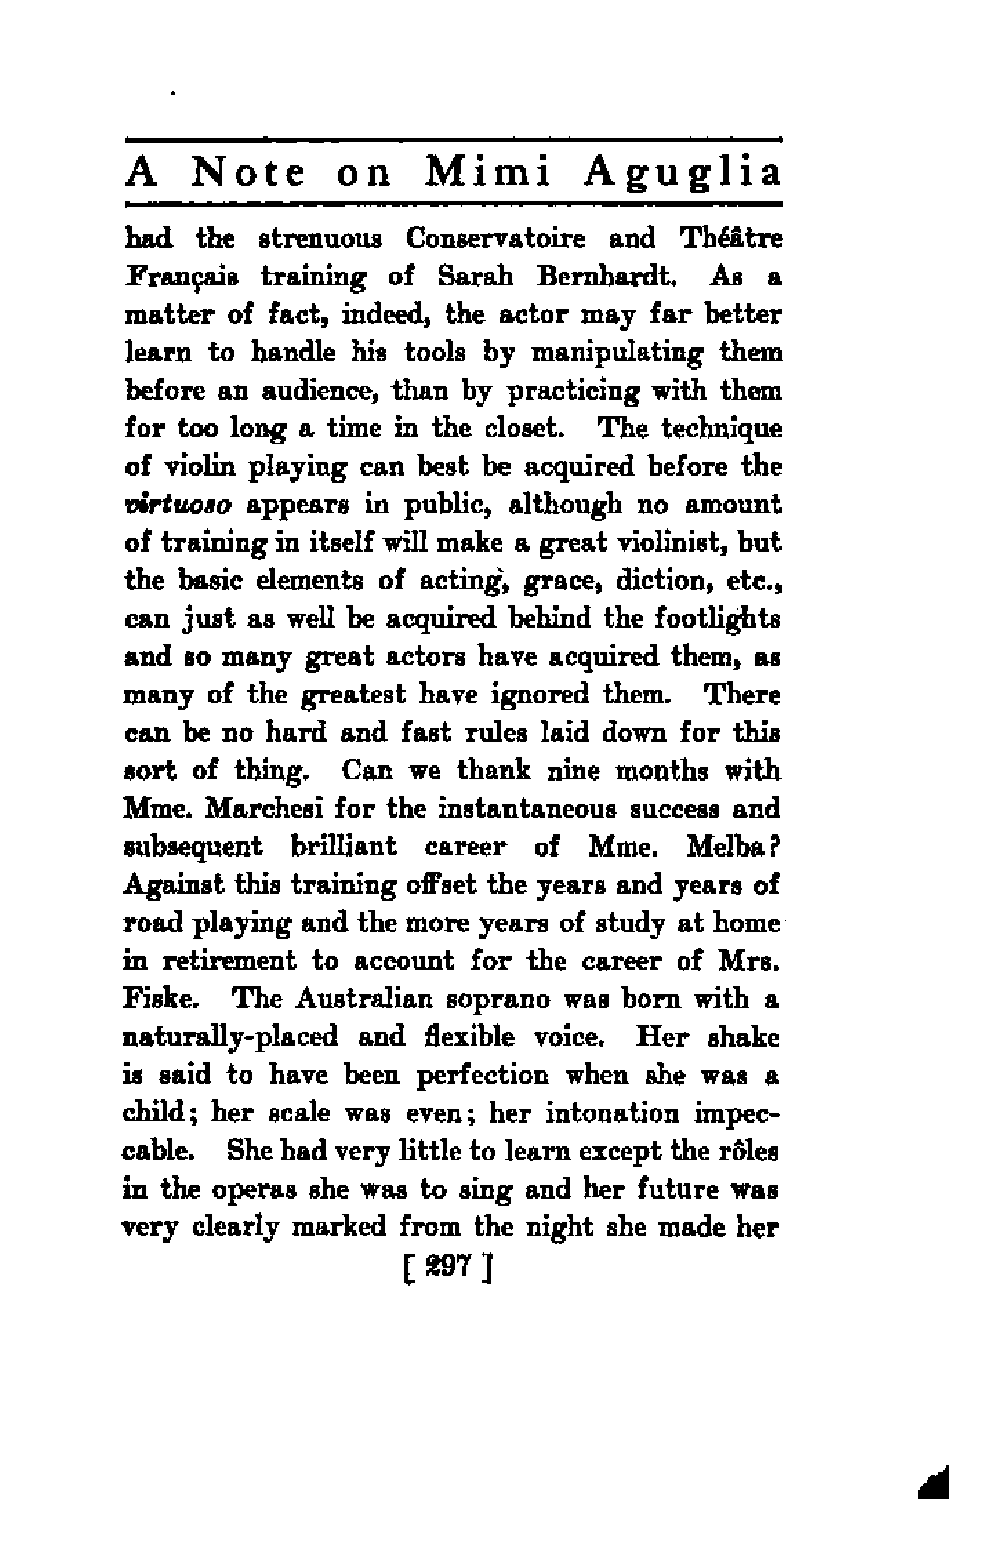 A Note on Mimi Aguglia
had the strenuous Conservatoire and Théâtre
Français training of Sarah Bernhardt. As a
matter of fact, indeed, the actor may far better
learn to handle his tools by manipulating them
before an audience, than by practicing with them
for too long a time in the closet. The technique
of violin playing can best be acquired before the
virtuoso appears in public, although no amount
of training in itself will make a great violinist, but
the basic elements of acting, grace, diction, etc.,
can just as well be acquired behind the footlights
and so many great actors have acquired them, as
many of the greatest have ignored them. There
can be no hard and fast rules laid down for this
sort of thing. Can we thank nine months with
Mme. Marchesi for the instantaneous success and
subsequent brilliant career of Mme. Melba?
Against this training offset the years and years of
road playing and the more years of study at home
in retirement to account for the career of Mrs.
Fiske. The Australian soprano was born with a
naturally-placed and flexible voice. Her shake
is said to have been perfection when she was a
child; her scale was even; her intonation impec-
cable. She had very little to learn except the rôles
in the operas she was to sing and her future was
very clearly marked from the night she made her
[ 297 ]